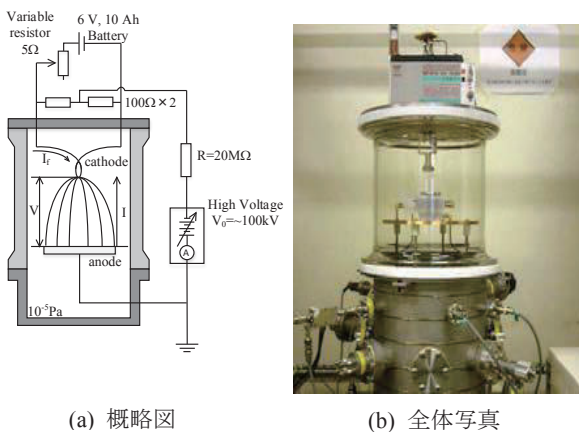 Variable
resistor
5Ω
6 V, 10 Ah
Battery
100Ω×2
I_f
cathode
R=20MΩ
V
I
High Voltage
V₀=~100kV
A
anode
10⁻⁵Pa
(a) 概略図
(b) 全体写真